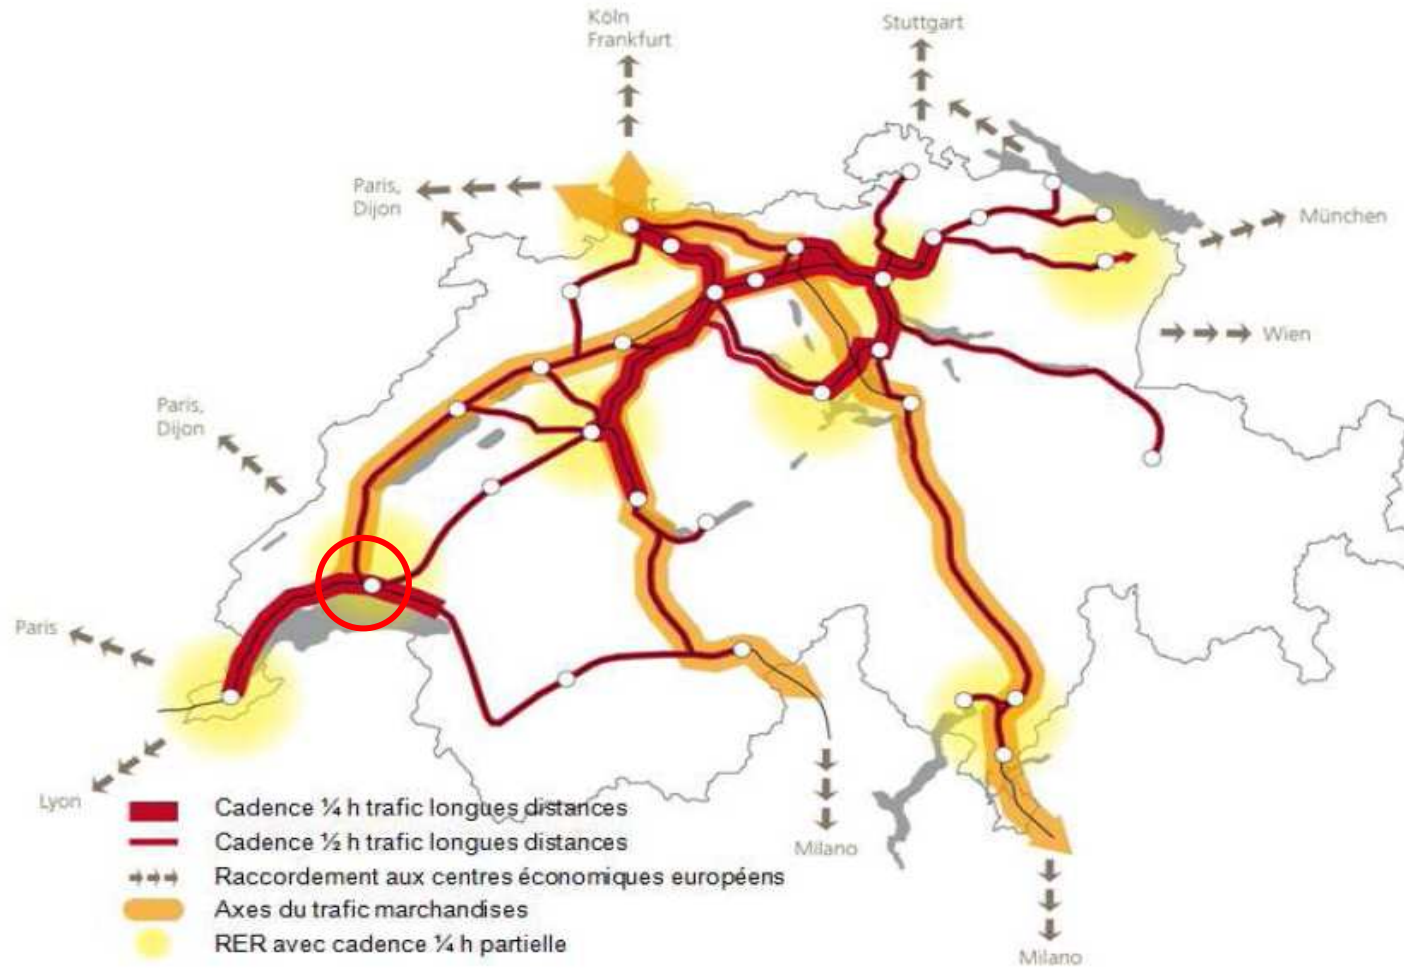 Köln
Frankfurt
Stuttgart
Paris,
Dijon
München
Wien
Paris,
Dijon
Paris
Lyon
Milano
Milano
Cadence ¼ h trafic longues distances
Cadence ½ h trafic longues distances
Raccordement aux centres économiques européens
Axes du trafic marchandises
RER avec cadence ¼ h partielle